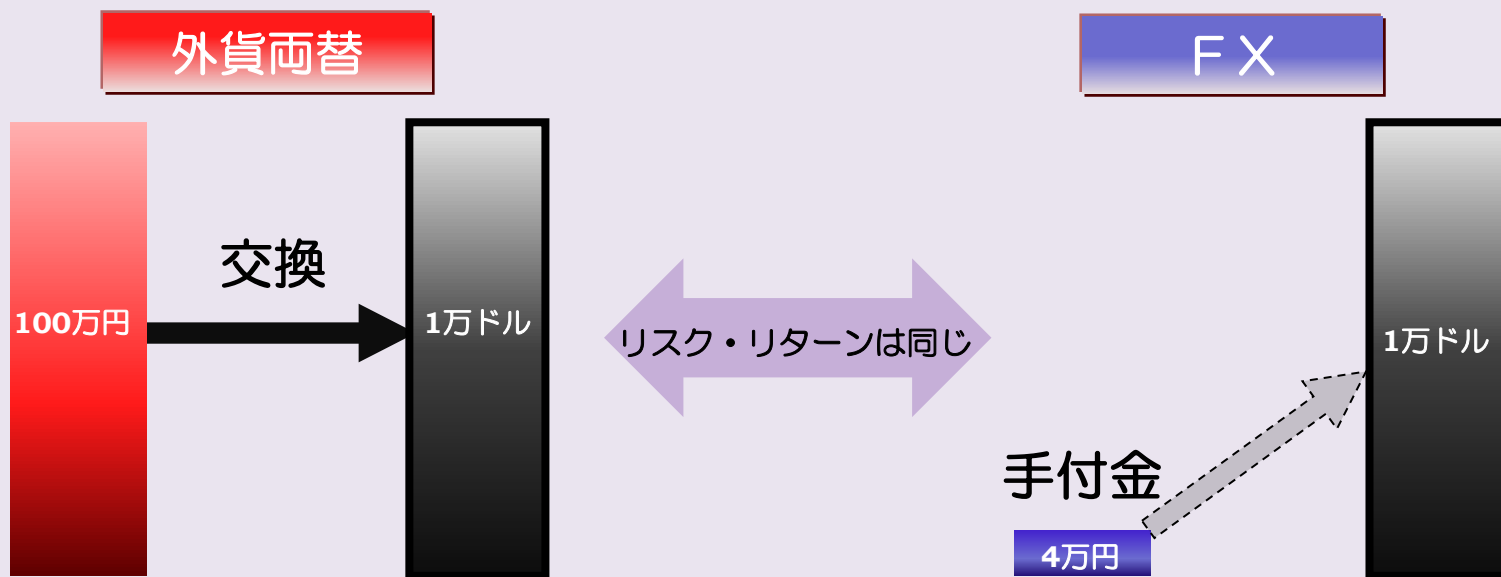 外貨両替
FX
交換
100万円
1万ドル
リスク・リターンは同じ
1万ドル
手付金
4万円